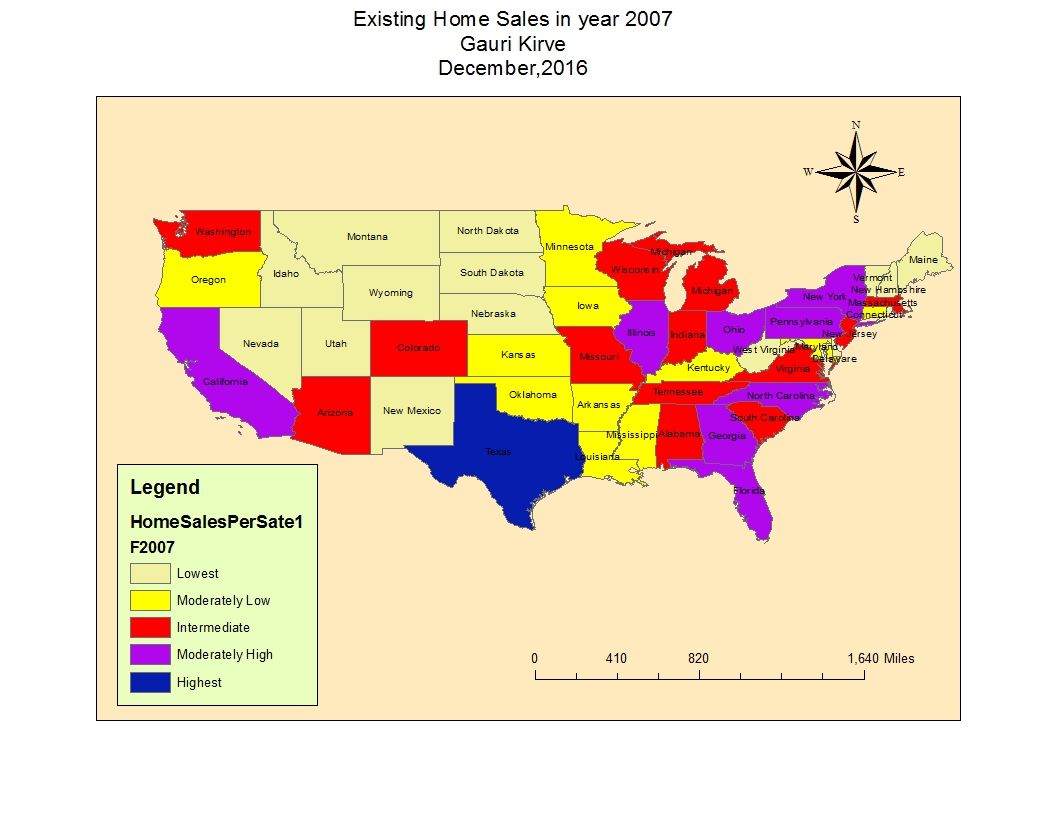 Existing Home Sales in year 2007
Gauri Kirve
December,2016
N
W
E
S
Washington
Montana
North Dakota
Minnesota
Michigan
Maine
Oregon
Idaho
South Dakota
Wisconsin
Vermont
Wyoming
Michigan
New Hampshire
New York
Massachusetts
Nebraska
Iowa
Connecticut
Nevada
Utah
Colorado
Kansas
Missouri
Illinois
Indiana
Ohio
Pennsylvania
New Jersey
West Virginia
Maryland
Delaware
Kentucky
Virginia
California
Arizona
New Mexico
Oklahoma
Arkansas
Tennessee
North Carolina
South Carolina
Texas
Louisiana
Mississippi
Alabama
Georgia
Florida
Legend
HomeSalesPerSate1
F2007
Lowest
Moderately Low
Intermediate
Moderately High
Highest
0 410 820 1,640 Miles